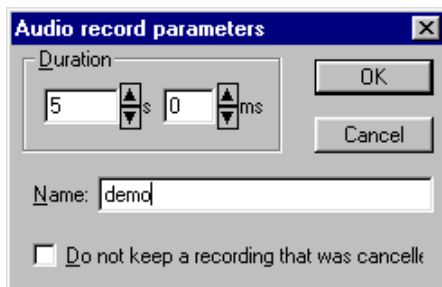 Audio record parameters
Duration
5 s 0 ms
OK
Cancel
Name: demo
Do not keep a recording that was cancelle